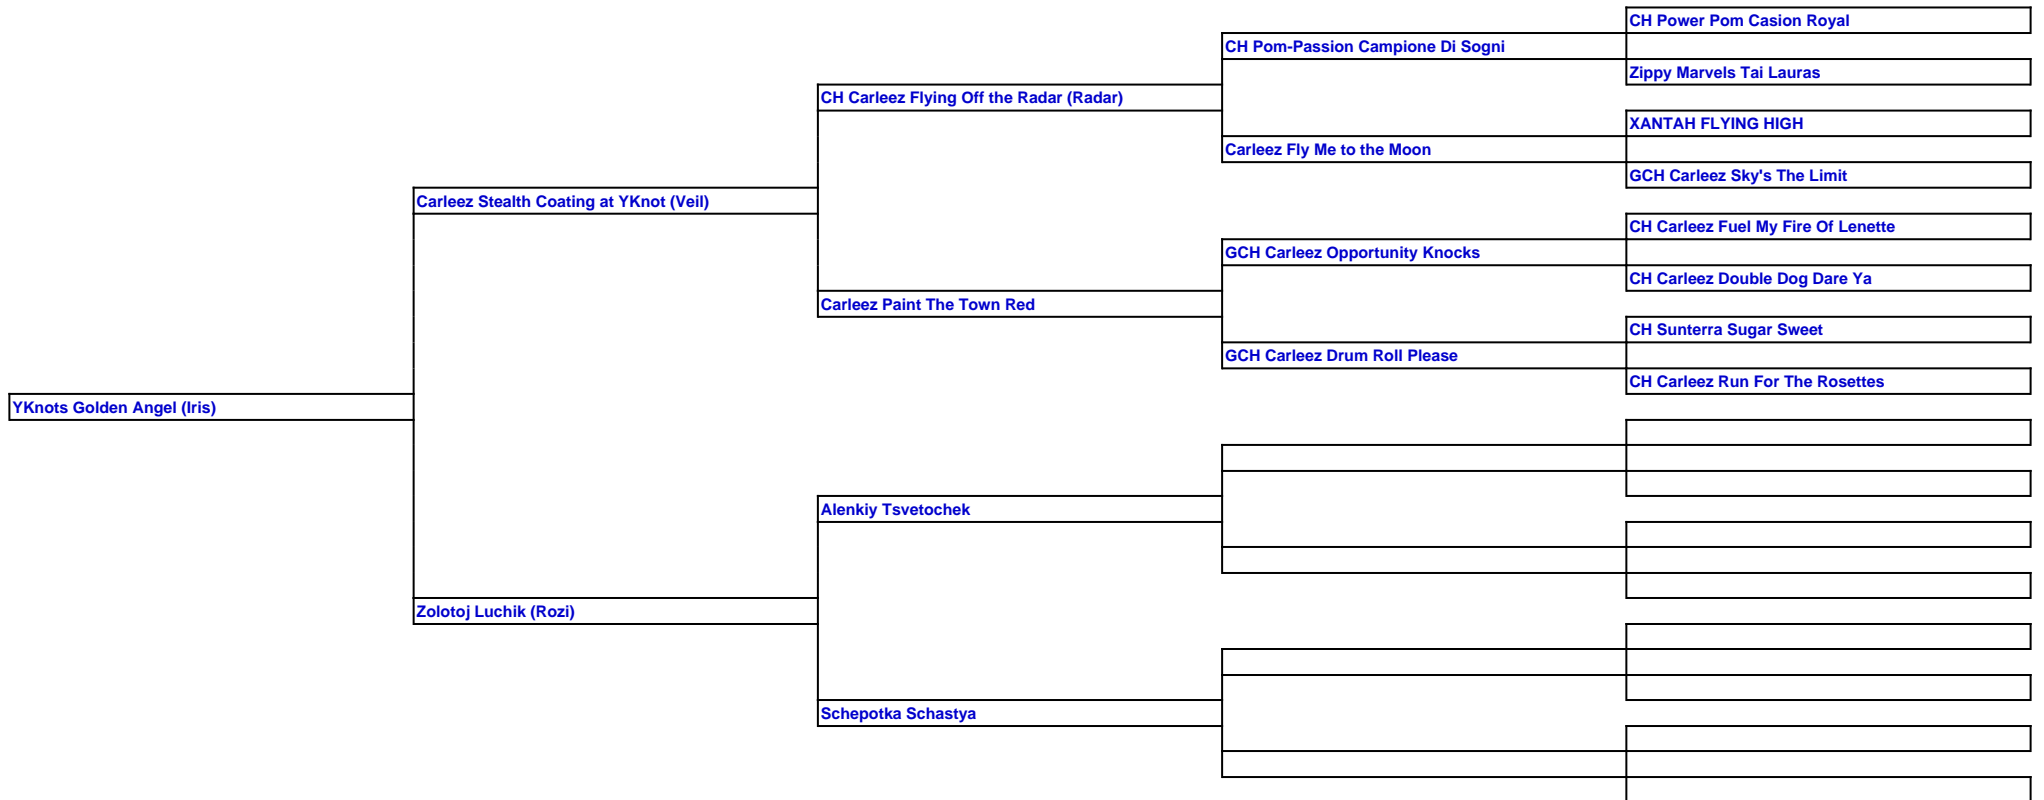 CH Power Pom Casion Royal
CH Pom-Passion Campione Di Sogni
Zippy Marvels Tai Lauras
CH Carleez Flying Off the Radar (Radar)
XANTAH FLYING HIGH
Carleez Fly Me to the Moon
GCH Carleez Sky's The Limit
Carleez Stealth Coating at YKnot (Veil)
CH Carleez Fuel My Fire Of Lenette
GCH Carleez Opportunity Knocks
CH Carleez Double Dog Dare Ya
Carleez Paint The Town Red
CH Sunterra Sugar Sweet
GCH Carleez Drum Roll Please
CH Carleez Run For The Rosettes
YKnots Golden Angel (Iris)
Alenkiy Tsvetochek
Zolotoj Luchik (Rozi)
Schepotka Schastya